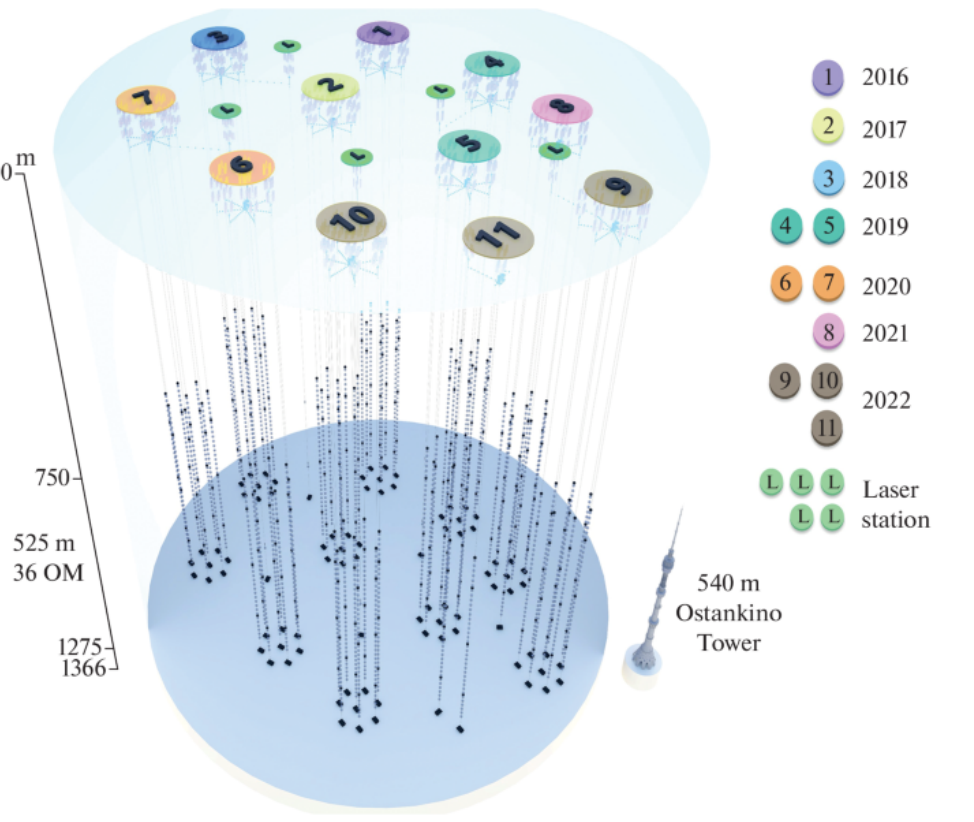 3
L
1
4
7
2
L
8
L
5
6
L
L
9
10
11
m
0
750
525 m
36 OM
1275
1366
540 m
Ostankino
Tower
1 2016
2 2017
3 2018
4 5 2019
6 7 2020
8 2021
9 10
2022
11
L L L Laser
L L station